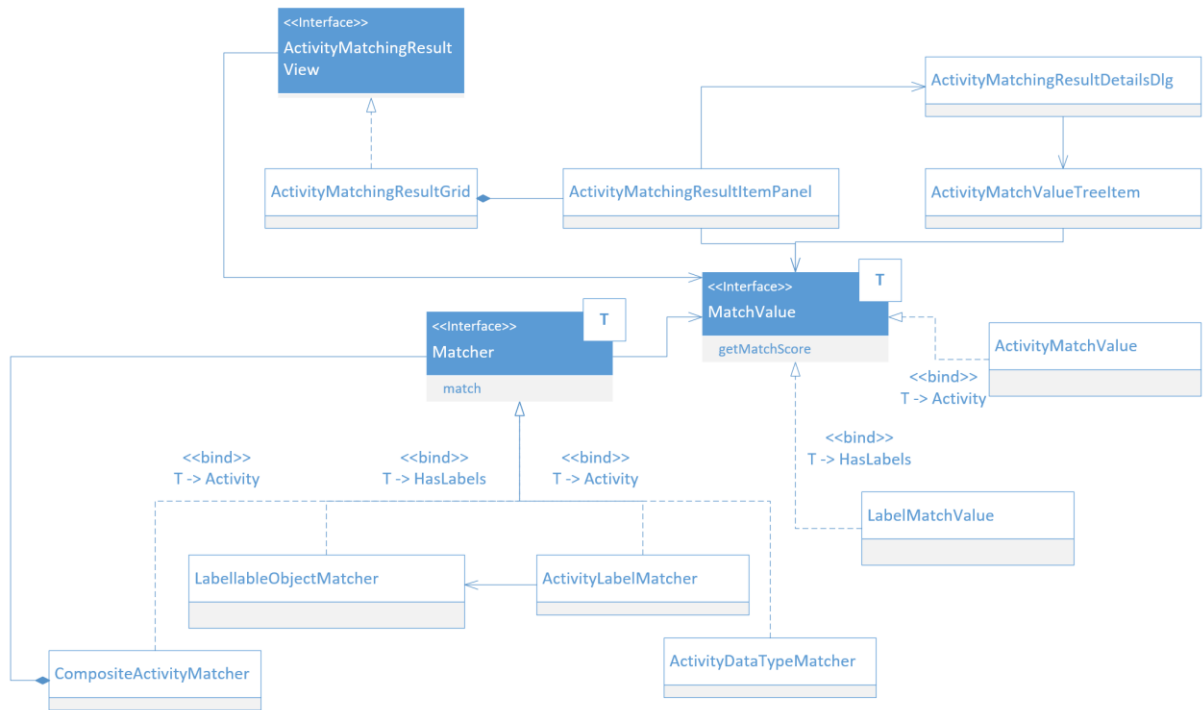 <<Interface>>
ActivityMatchingResult
View
ActivityMatchingResultDetailsDlg
ActivityMatchingResultGrid
ActivityMatchingResultItemPanel
ActivityMatchValueTreeItem
T
<<Interface>>
MatchValue
getMatchScore
T
<<Interface>>
Matcher
match
ActivityMatchValue
<<bind>>
T -> Activity
<<bind>>
T -> HasLabels
<<bind>>
T -> Activity
<<bind>>
T -> HasLabels
<<bind>>
T -> Activity
LabelMatchValue
LabellableObjectMatcher
ActivityLabelMatcher
CompositeActivityMatcher
ActivityDataTypeMatcher